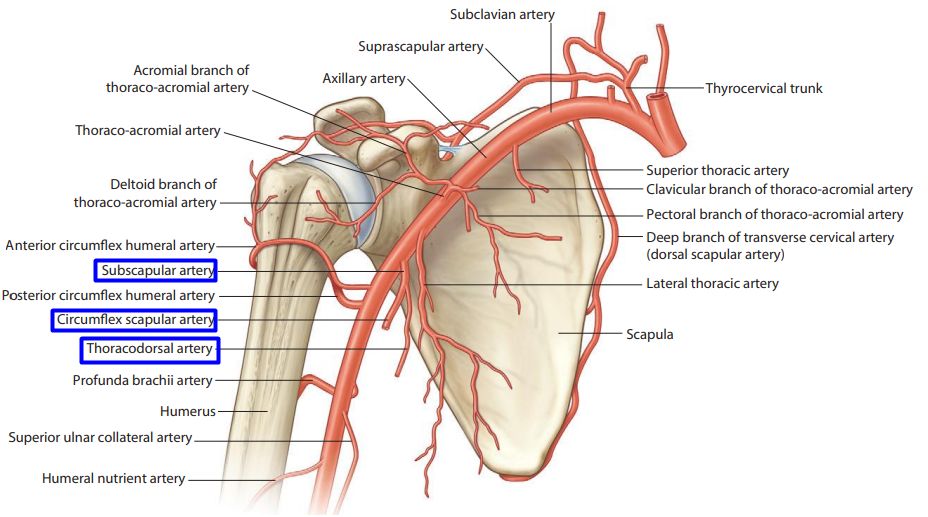 Subclavian artery
Suprascapular artery
Acromial branch of
thoraco-acromial artery
Axillary artery
Thyrocervical trunk
Thoraco-acromial artery
Superior thoracic artery
Clavicular branch of thoraco-acromial artery
Deltoid branch of
thoraco-acromial artery
Pectoral branch of thoraco-acromial artery
Deep branch of transverse cervical artery
(dorsal scapular artery)
Anterior circumflex humeral artery
Subscapular artery
Lateral thoracic artery
Posterior circumflex humeral artery
Circumflex scapular artery
Scapula
Thoracodorsal artery
Profunda brachii artery
Humerus
Superior ulnar collateral artery
Humeral nutrient artery